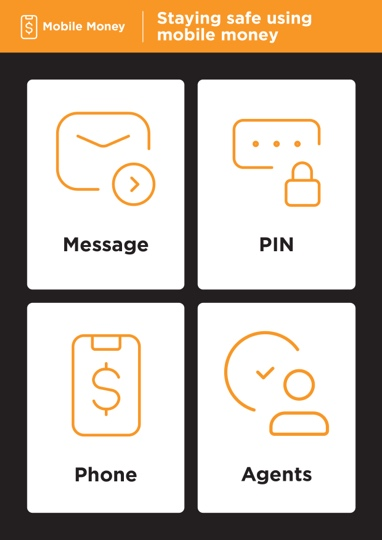 Mobile Money
Staying safe using
mobile money
Message
PIN
Phone
Agents